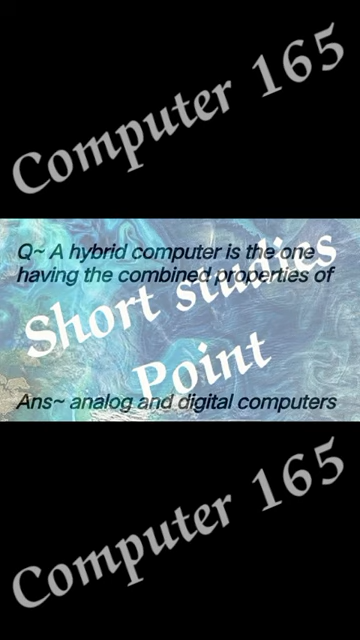 Computer 165
Q~ A hybrid computer is the one
having the combined properties of
Short studies
Point
Ans~ analog and digital computers
Computer 165